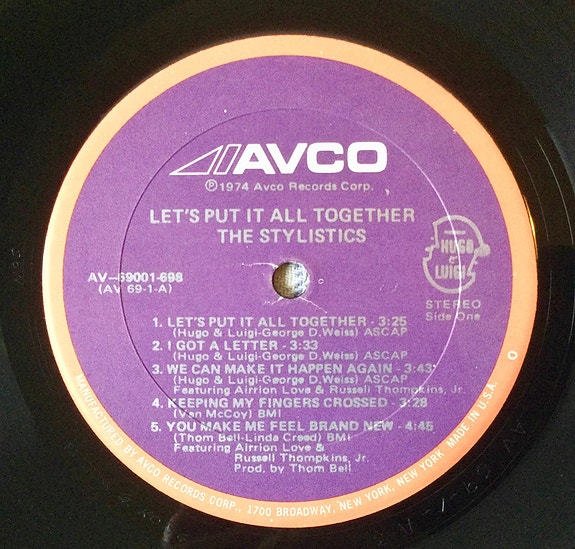 AVCO
Ⓟ1974 Avco Records Corp.
LET'S PUT IT ALL TOGETHER
THE STYLISTICS
HUGO
&
LUIGI
AV-69001-698
(AV 69-1-A)
STEREO
Side One
1. LET'S PUT IT ALL TOGETHER - 3:25
(Hugo & Luigi-George D.Weiss) ASCAP
2. I GOT A LETTER - 3:33
(Hugo & Luigi-George D.Weiss) ASCAP
3. WE CAN MAKE IT HAPPEN AGAIN - 3:43
(Hugo & Luigi-George D.Weiss) ASCAP
Featuring Airrion Love & Russell Thompkins, Jr.
4. KEEPING MY FINGERS CROSSED - 3:28
(Van McCoy) BMI
5. YOU MAKE ME FEEL BRAND NEW - 4:45
(Thom Bell-Linda Creed) BMI
Featuring Airrion Love &
Russell Thompkins, Jr.
Prod. by Thom Bell
MANUFACTURED BY AVCO RECORDS CORP., 1700 BROADWAY, NEW YORK, NEW YORK MADE IN U.S.A.
O